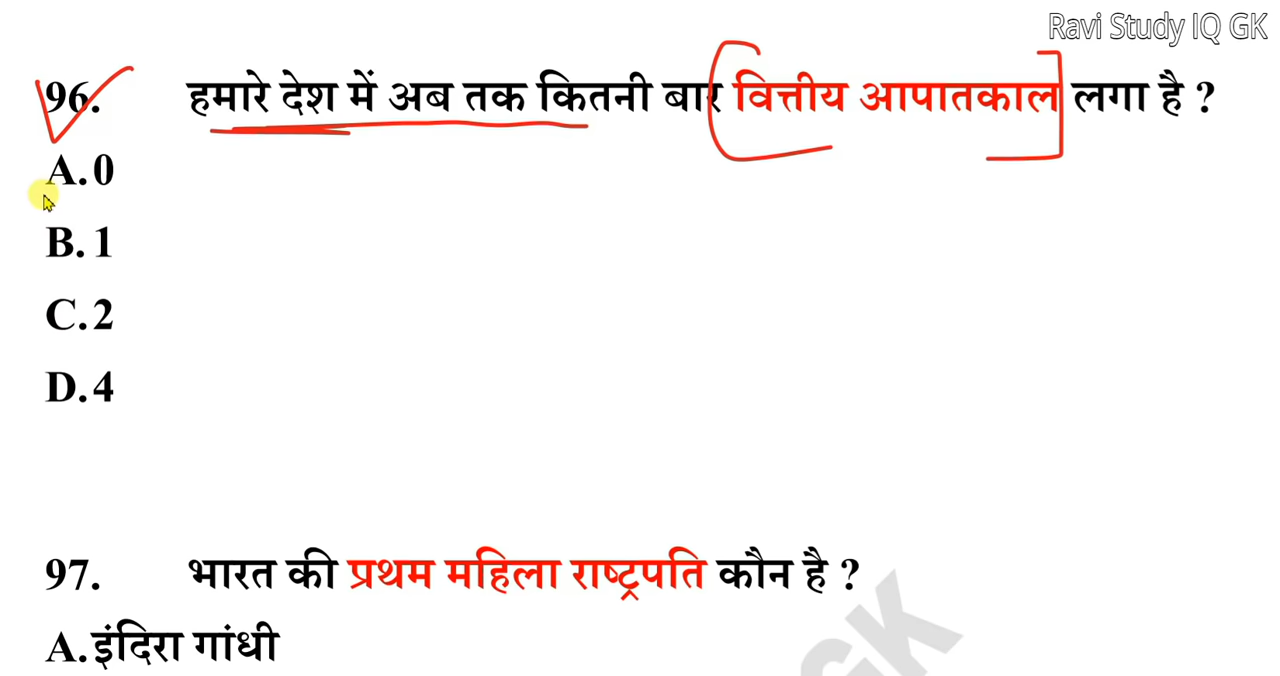 Ravi Study IQ GK
96. हमारे देश में अब तक कितनी बार वित्तीय आपातकाल लगा है ?
A. 0
B. 1
C. 2
D. 4
97. भारत की प्रथम महिला राष्ट्रपति कौन है ?
A. इंदिरा गांधी
GK